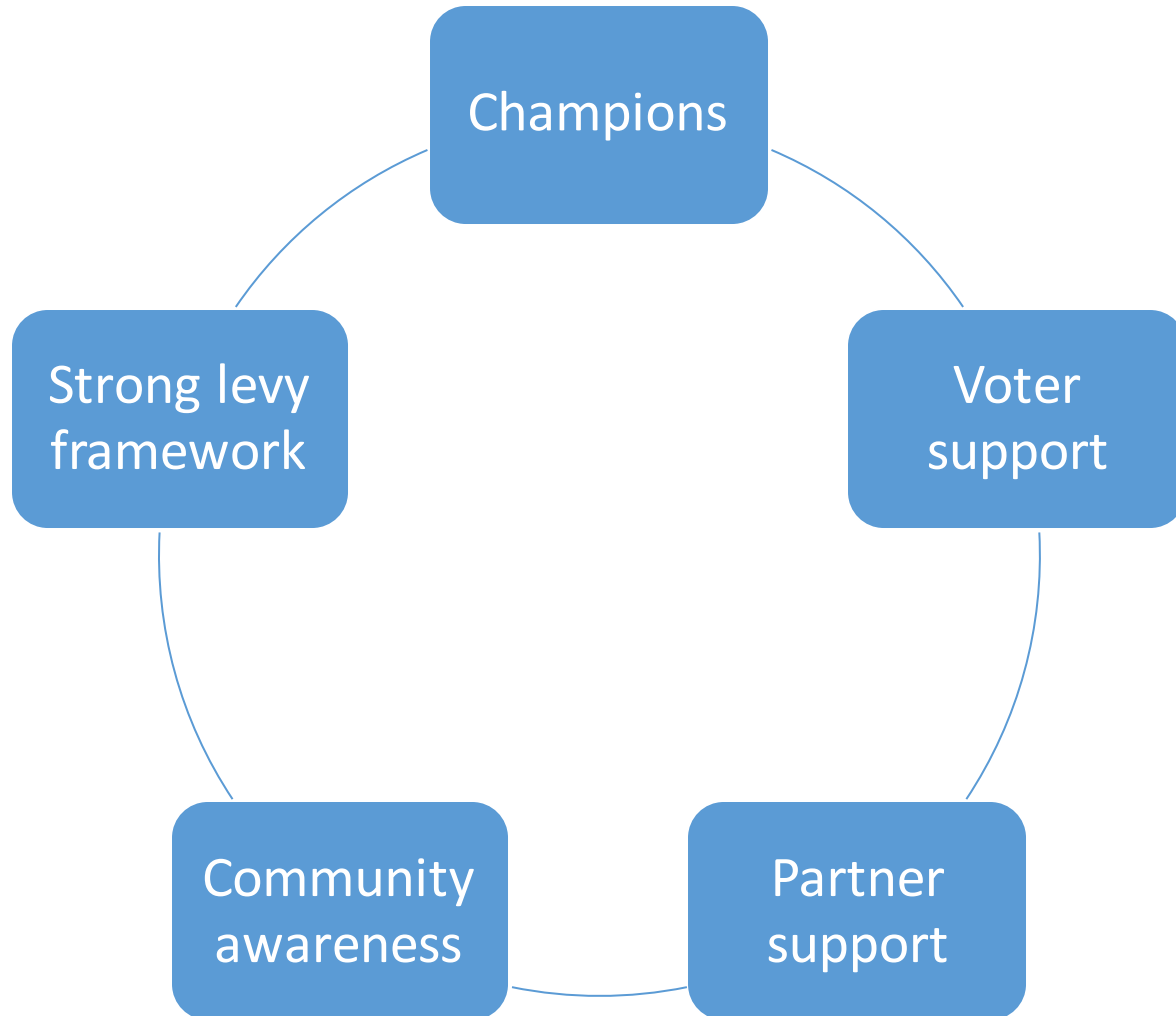 Champions
Voter
support
Partner
support
Community
awareness
Strong levy
framework